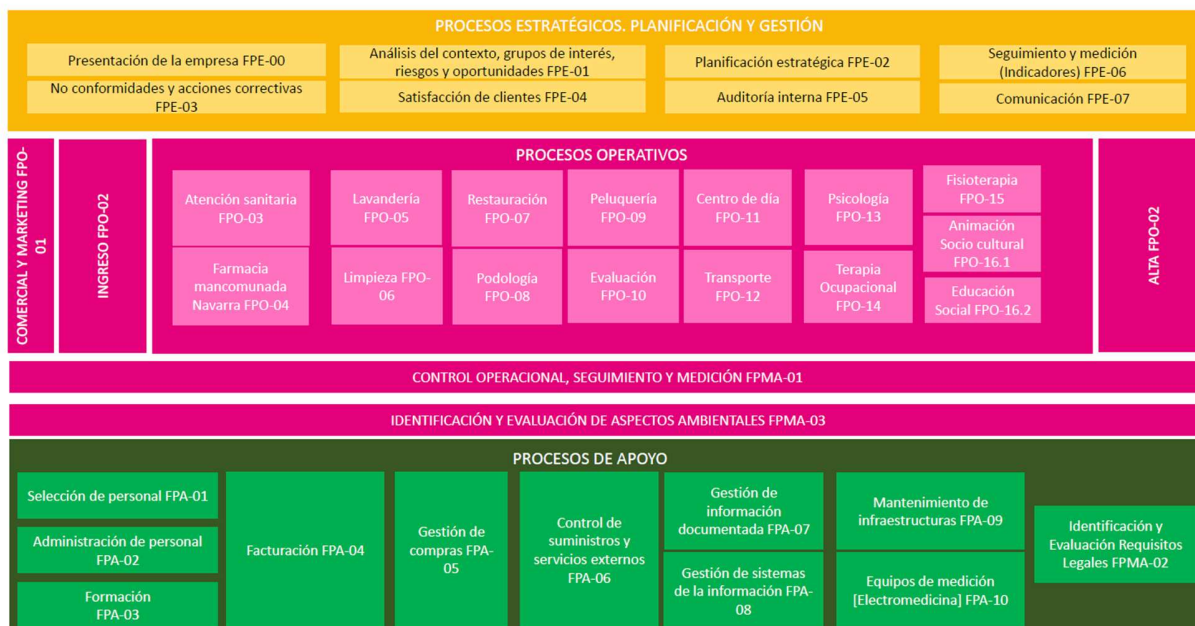 PROCESOS ESTRATÉGICOS. PLANIFICACIÓN Y GESTIÓN
Presentación de la empresa FPE-00
Análisis del contexto, grupos de interés,
riesgos y oportunidades FPE-01
Planificación estratégica FPE-02
Seguimiento y medición
(Indicadores) FPE-06
No conformidades y acciones correctivas
FPE-03
Satisfacción de clientes FPE-04
Auditoría interna FPE-05
Comunicación FPE-07
COMERCIAL Y MARKETING FPO-
01
INGRESO FPO-02
PROCESOS OPERATIVOS
Atención sanitaria
FPO-03
Farmacia
mancomunada
Navarra FPO-04
Lavandería
FPO-05
Limpieza FPO-
06
Restauración
FPO-07
Podología
FPO-08
Peluquería
FPO-09
Evaluación
FPO-10
Centro de día
FPO-11
Transporte
FPO-12
Psicología
FPO-13
Terapia
Ocupacional
FPO-14
Fisioterapia
FPO-15
Animación
Socio cultural
FPO-16.1
Educación
Social FPO-16.2
ALTA FPO-02
CONTROL OPERACIONAL, SEGUIMIENTO Y MEDICIÓN FPMA-01
IDENTIFICACIÓN Y EVALUACIÓN DE ASPECTOS AMBIENTALES FPMA-03
PROCESOS DE APOYO
Selección de personal FPA-01
Administración de personal
FPA-02
Formación
FPA-03
Facturación FPA-04
Gestión de
compras FPA-
05
Control de
suministros y
servicios externos
FPA-06
Gestión de
información
documentada FPA-07
Gestión de sistemas
de la información FPA-
08
Mantenimiento de
infraestructuras FPA-09
Equipos de medición
[Electromedicina] FPA-10
Identificación y
Evaluación Requisitos
Legales FPMA-02